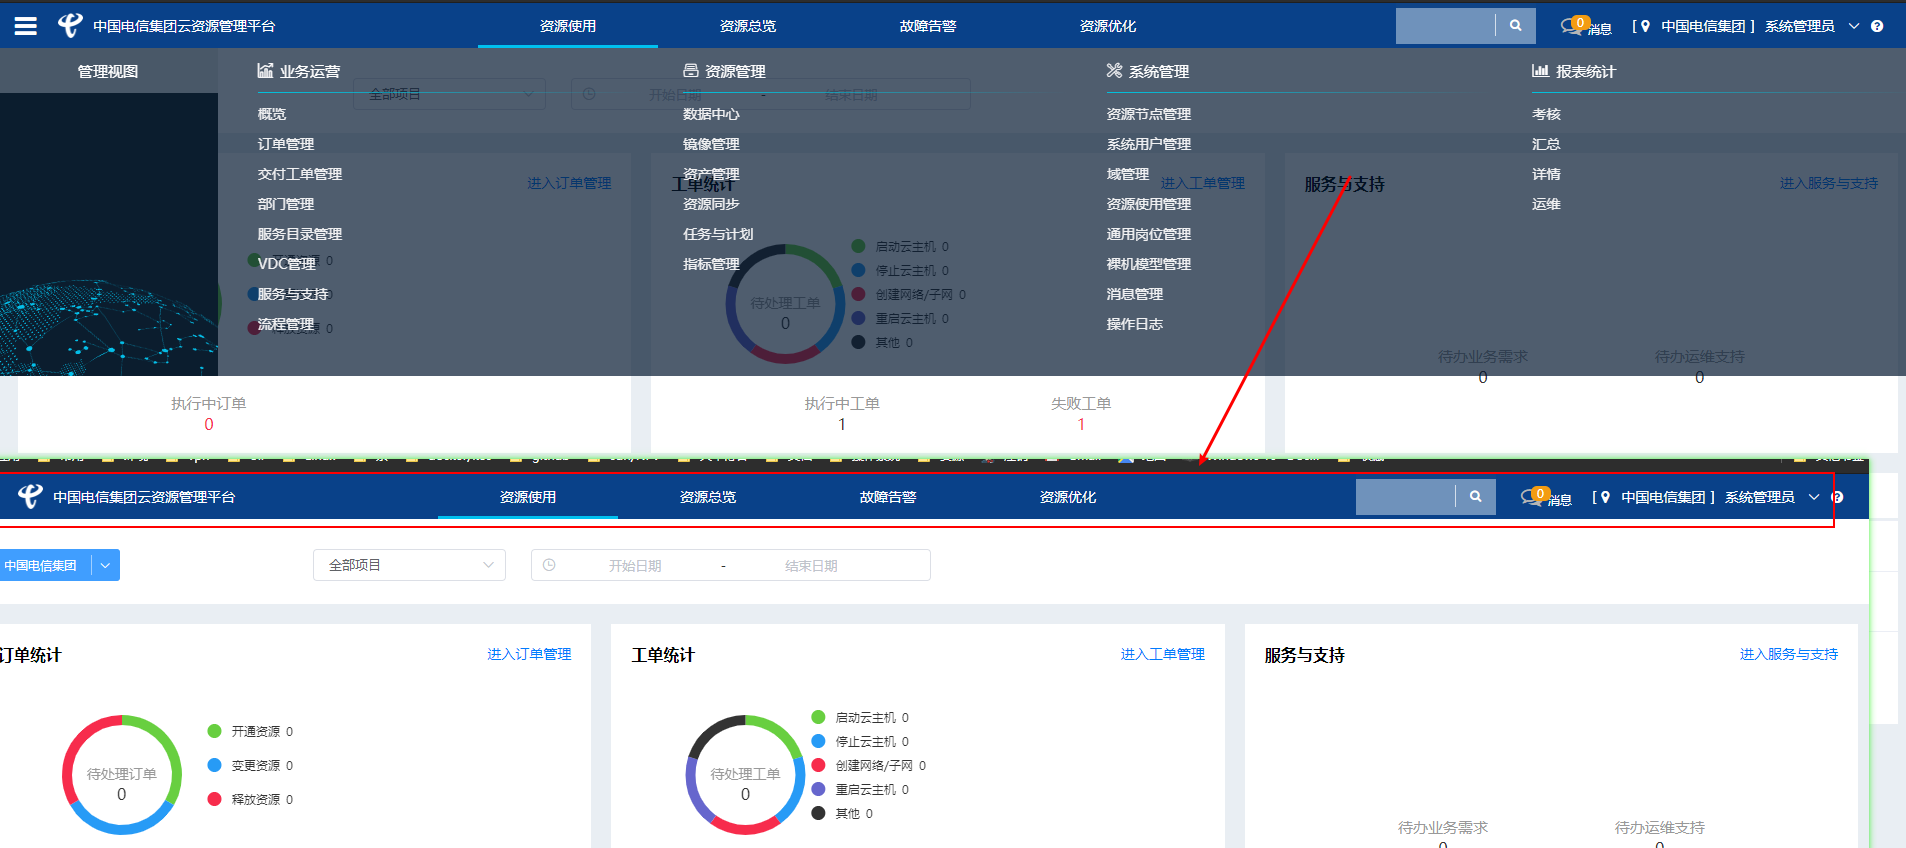 中国电信集团云资源管理平台 资源使用 资源总览 故障告警 资源优化 0 消息 [ 中国电信集团 ] 系统管理员
管理视图 业务运营 资源管理 系统管理 报表统计
全部项目 开始日期 - 结束日期
概览 数据中心 资源节点管理 考核
订单管理 镜像管理 系统用户管理 汇总
交付工单管理 资产管理 域管理 详情
进入订单管理 工单统计 进入工单管理 服务与支持 进入服务与支持
部门管理 资源同步 资源使用管理 运维
服务目录管理 任务与计划 通用岗位管理
启动云主机 0
VDC管理 0 指标管理 裸机模型管理
停止云主机 0
服务与支持 创建网络/子网 0 消息管理
待处理工单
0
重启云主机 0
流程管理 0 操作日志
其他 0
待办业务需求 待办运维支持
0 0
执行中订单 执行中工单 失败工单
0 1 1
中国电信集团云资源管理平台 资源使用 资源总览 故障告警 资源优化 0 消息 [ 中国电信集团 ] 系统管理员
中国电信集团 全部项目 开始日期 - 结束日期
订单统计 进入订单管理 工单统计 进入工单管理 服务与支持 进入服务与支持
开通资源 0
变更资源 0
释放资源 0
待处理订单
0
启动云主机 0
停止云主机 0
创建网络/子网 0
重启云主机 0
其他 0
待处理工单
0
待办业务需求 待办运维支持
0 0